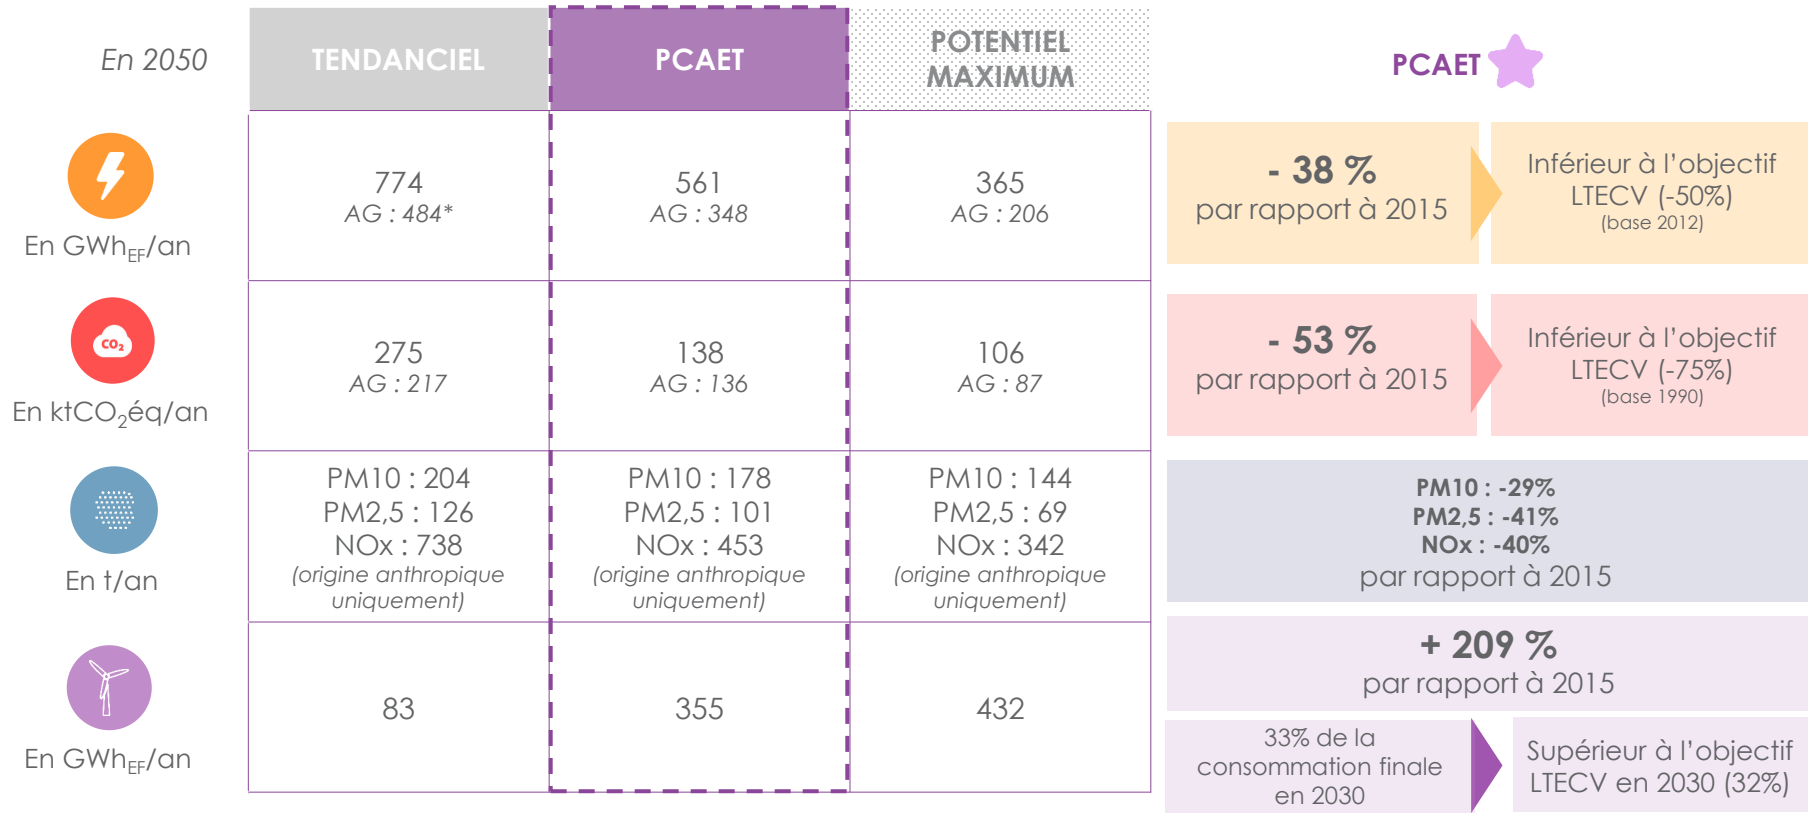 En 2050
TENDANCIEL
PCAET
POTENTIEL
MAXIMUM
PCAET
En GWhEF/an
774
AG : 484*
561
AG : 348
365
AG : 206
- 38 %
par rapport à 2015
Inférieur à l’objectif
LTECV (-50%)
(base 2012)
CO2
En ktCO2éq/an
275
AG : 217
138
AG : 136
106
AG : 87
- 53 %
par rapport à 2015
Inférieur à l’objectif
LTECV (-75%)
(base 1990)
En t/an
PM10 : 204
PM2,5 : 126
NOx : 738
(origine anthropique
uniquement)
PM10 : 178
PM2,5 : 101
NOx : 453
(origine anthropique
uniquement)
PM10 : 144
PM2,5 : 69
NOx : 342
(origine anthropique
uniquement)
PM10 : -29%
PM2,5 : -41%
NOx : -40%
par rapport à 2015
En GWhEF/an
83
355
432
+ 209 %
par rapport à 2015
33% de la
consommation finale
en 2030
Supérieur à l’objectif
LTECV en 2030 (32%)